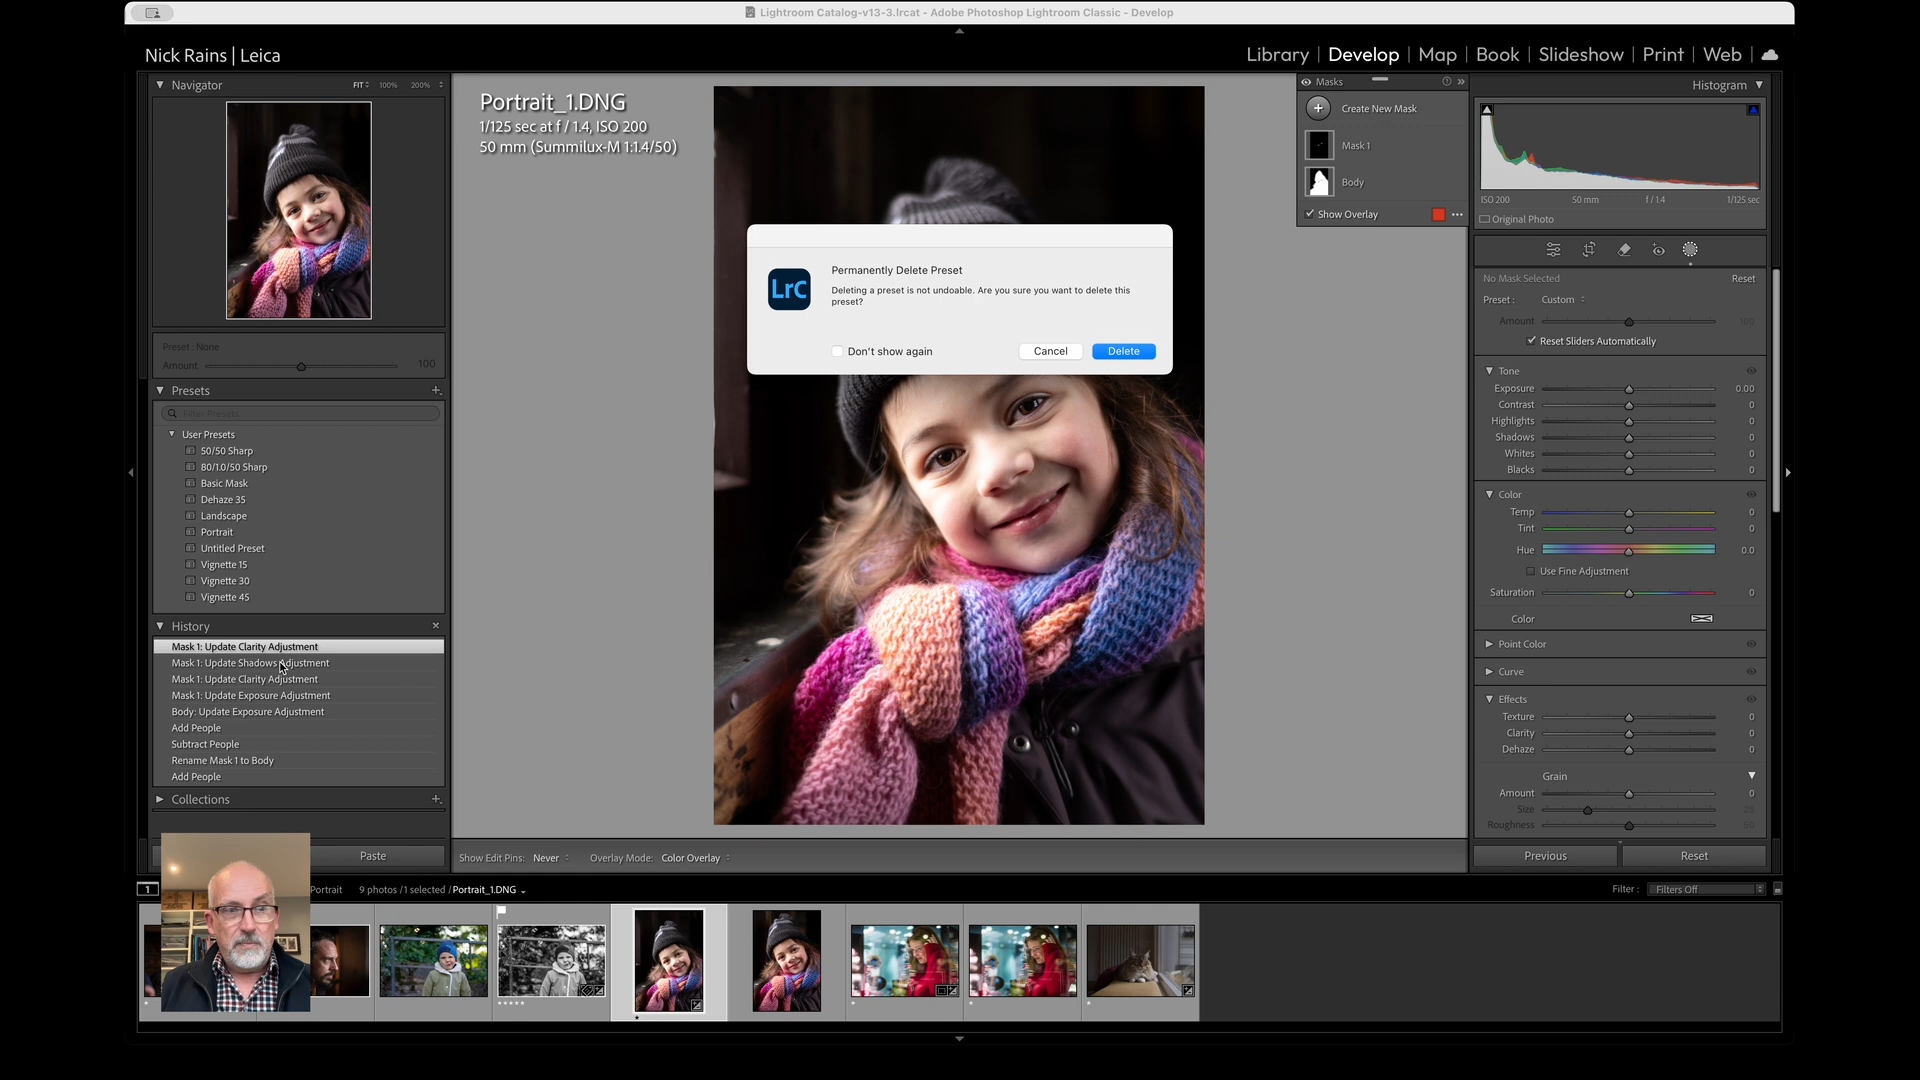 Lightroom Catalog-v13-3.lrcat - Adobe Photoshop Lightroom Classic - Develop
Nick Rains | Leica
Library | Develop | Map | Book | Slideshow | Print | Web
Navigator
FIT
100%
200%
Preset : None
Amount
100
Presets
Filter Presets
User Presets
50/50 Sharp
80/1.0/50 Sharp
Basic Mask
Dehaze 35
Landscape
Portrait
Untitled Preset
Vignette 15
Vignette 30
Vignette 45
History
Mask 1: Update Clarity Adjustment
Mask 1: Update Shadows Adjustment
Mask 1: Update Clarity Adjustment
Mask 1: Update Exposure Adjustment
Body: Update Exposure Adjustment
Add People
Subtract People
Rename Mask 1 to Body
Add People
Collections
Paste
Portrait_1.DNG
1/125 sec at f / 1.4, ISO 200
50 mm (Summilux-M 1:1.4/50)
LrC
Permanently Delete Preset
Deleting a preset is not undoable. Are you sure you want to delete this
preset?
Don't show again
Cancel
Delete
Masks
Create New Mask
Mask 1
Body
Show Overlay
Show Edit Pins: Never
Overlay Mode: Color Overlay
Histogram
ISO 200
50 mm
f / 1.4
1/125 sec
Original Photo
No Mask Selected
Reset
Preset : Custom
Amount 100
Reset Sliders Automatically
Tone
Exposure 0.00
Contrast 0
Highlights 0
Shadows 0
Whites 0
Blacks 0
Color
Temp 0
Tint 0
Hue 0.0
Use Fine Adjustment
Saturation 0
Color
Point Color
Curve
Effects
Texture 0
Clarity 0
Dehaze 0
Grain
Amount 0
Size 25
Roughness 50
Previous
Reset
1
Portrait
9 photos /1 selected /Portrait_1.DNG
Filter :
Filters Off